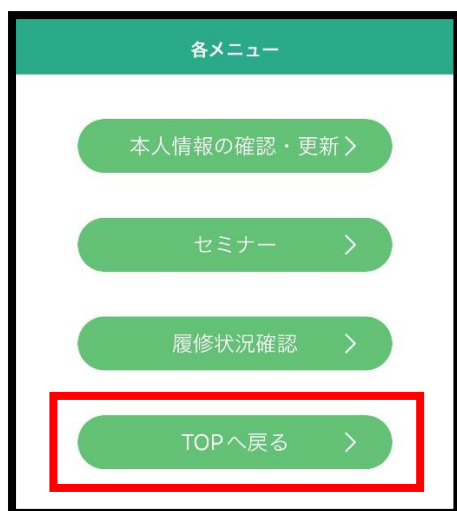 各メニュー
本人情報の確認・更新
セミナー
履修状況確認
TOPへ戻る